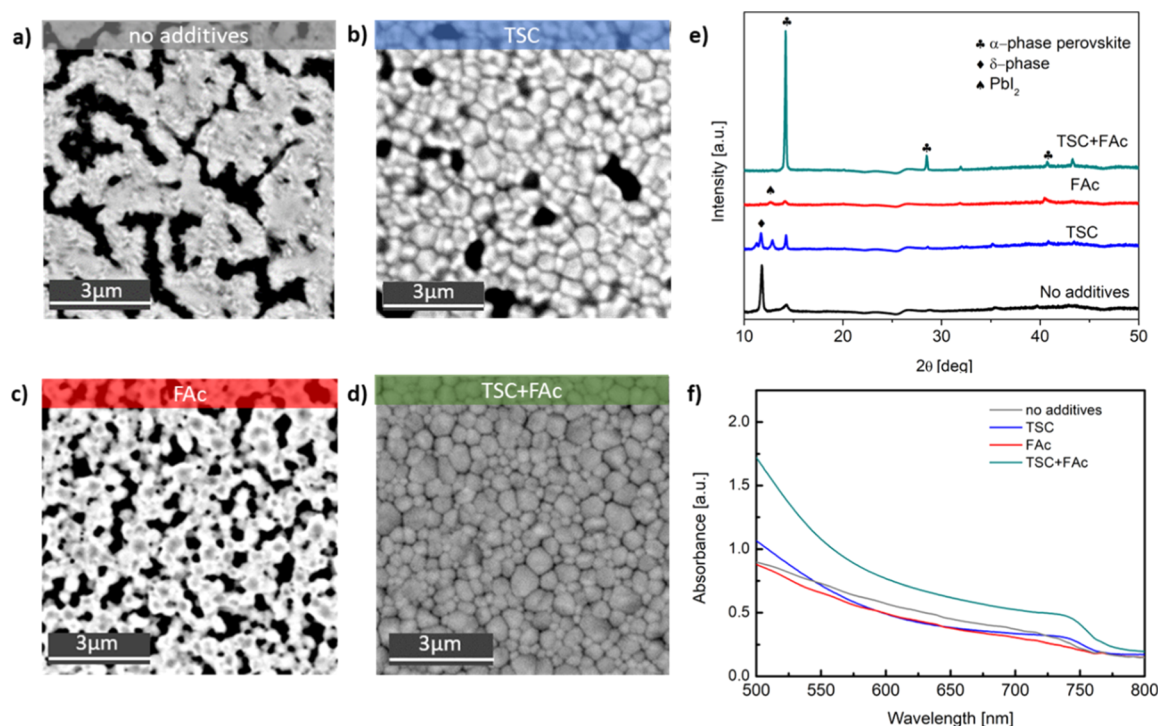 a)
no additives
3μm
b)
TSC
3μm
c)
FAc
3μm
d)
TSC+FAc
3μm
e)
♣ α-phase perovskite
♦ δ-phase
♠ PbI2
TSC+FAc
FAc
TSC
No additives
Intensity [a.u.]
10 20 30 40 50
2θ [deg]
f)
no additives
TSC
FAc
TSC+FAc
2.0
1.5
1.0
0.5
0.0
Absorbance [a.u.]
500 550 600 650 700 750 800
Wavelength [nm]